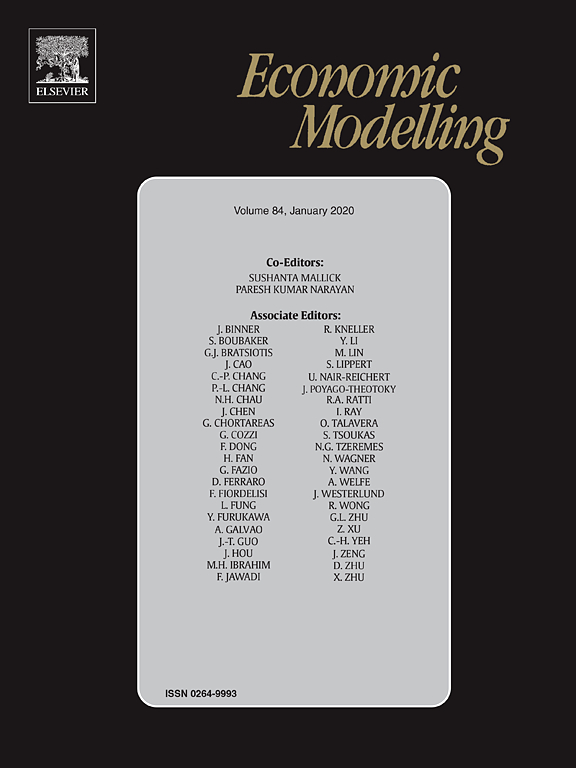 ELSEVIER
Economic
Modelling
Volume 84, January 2020
Co-Editors:
SUSHANTA MALLICK
PARESH KUMAR NARAYAN
Associate Editors:
J. BINNER
S. BOUBAKER
G.J. BRATSIOTIS
J. CAO
C.-P. CHANG
P.-L. CHANG
N.H. CHAU
J. CHEN
G. CHORTAREAS
G. COZZI
F. DONG
H. FAN
G. FAZIO
D. FERRARO
F. FIORDELISI
L. FUNG
Y. FURUKAWA
A. GALVAO
J.-T. GUO
J. HOU
M.H. IBRAHIM
F. JAWADI
R. KNELLER
Y. LI
M. LIN
S. LIPPERT
U. NAIR-REICHERT
J. POYAGO-THEOTOKY
R.A. RATTI
I. RAY
O. TALAVERA
S. TSOUKAS
N.G. TZEREMES
N. WAGNER
Y. WANG
A. WELFE
J. WESTERLUND
R. WONG
G.L. ZHU
Z. XU
C.-H. YEH
J. ZENG
D. ZHU
X. ZHU
ISSN 0264-9993